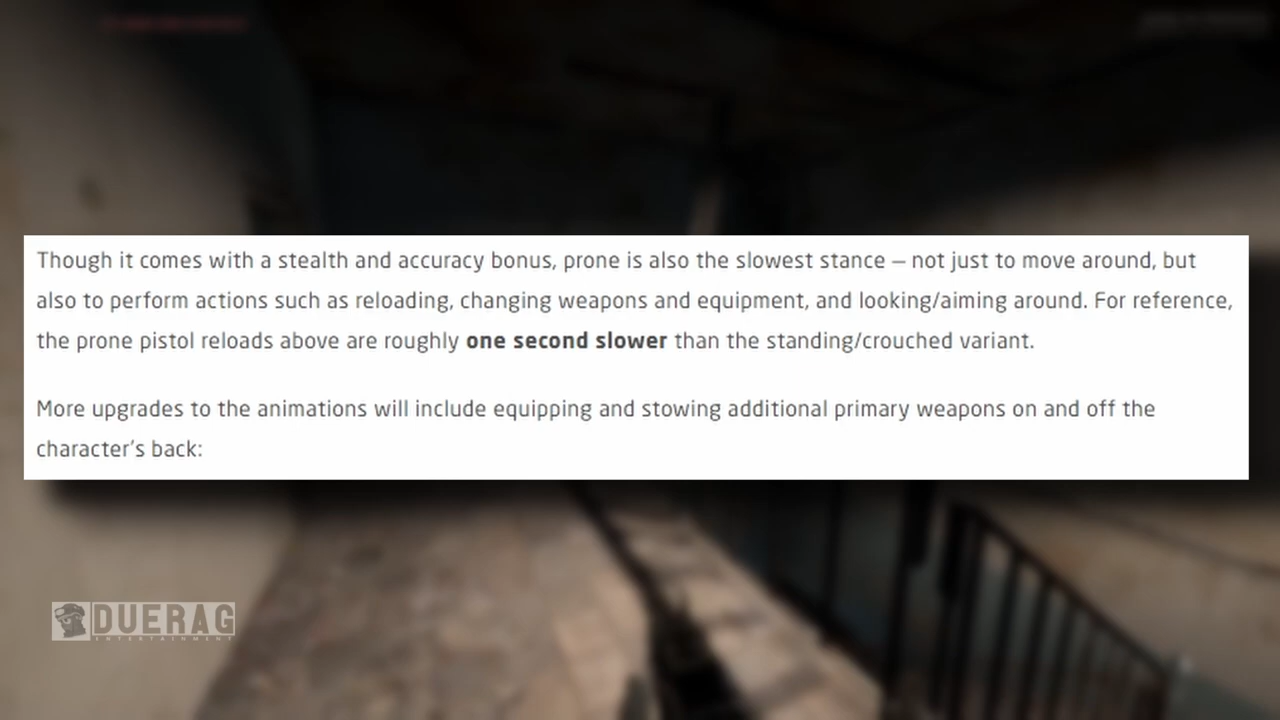 Though it comes with a stealth and accuracy bonus, prone is also the slowest stance – not just to move around, but
also to perform actions such as reloading, changing weapons and equipment, and looking/aiming around. For reference,
the prone pistol reloads above are roughly one second slower than the standing/crouched variant.
More upgrades to the animations will include equipping and stowing additional primary weapons on and off the
character's back:
DUERAG
ENTERTAINMENT